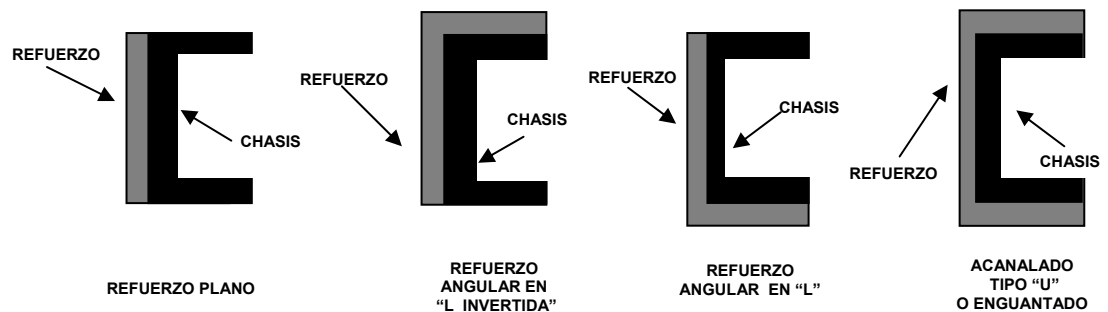 REFUERZO
CHASIS
REFUERZO PLANO
REFUERZO
CHASIS
REFUERZO
ANGULAR EN
“L INVERTIDA”
REFUERZO
CHASIS
REFUERZO
ANGULAR EN “L”
REFUERZO
CHASIS
ACANALADO
TIPO “U”
O ENGUANTADO